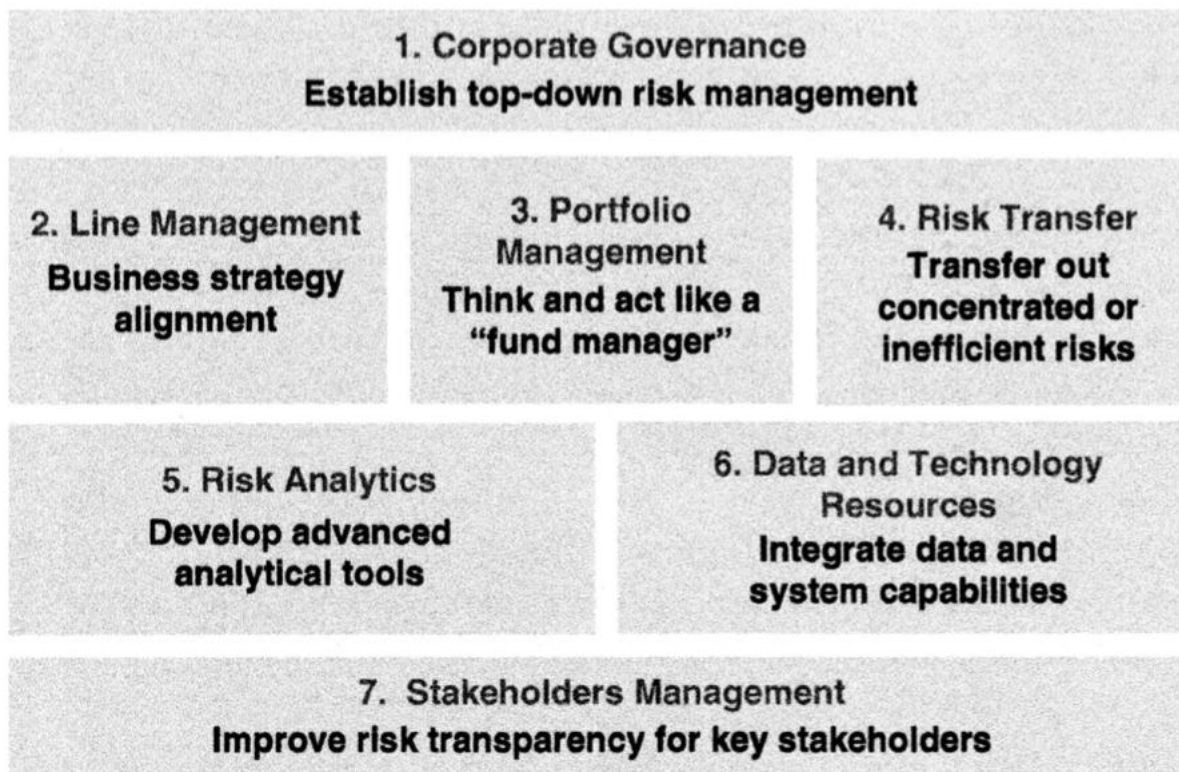 1. Corporate Governance
Establish top-down risk management
2. Line Management
Business strategy
alignment
3. Portfolio
Management
Think and act like a
“fund manager”
4. Risk Transfer
Transfer out
concentrated or
inefficient risks
5. Risk Analytics
Develop advanced
analytical tools
6. Data and Technology
Resources
Integrate data and
system capabilities
7. Stakeholders Management
Improve risk transparency for key stakeholders